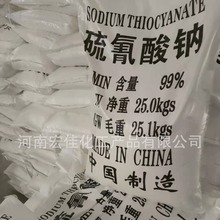 SODIUM THIOCYANATE
硫氰酸钠
MIN 含量 99%
净重 25.0kgs
毛重 25.1kgs
MADE IN CHINA
中国制造
河南宏佳化工产品有限公司